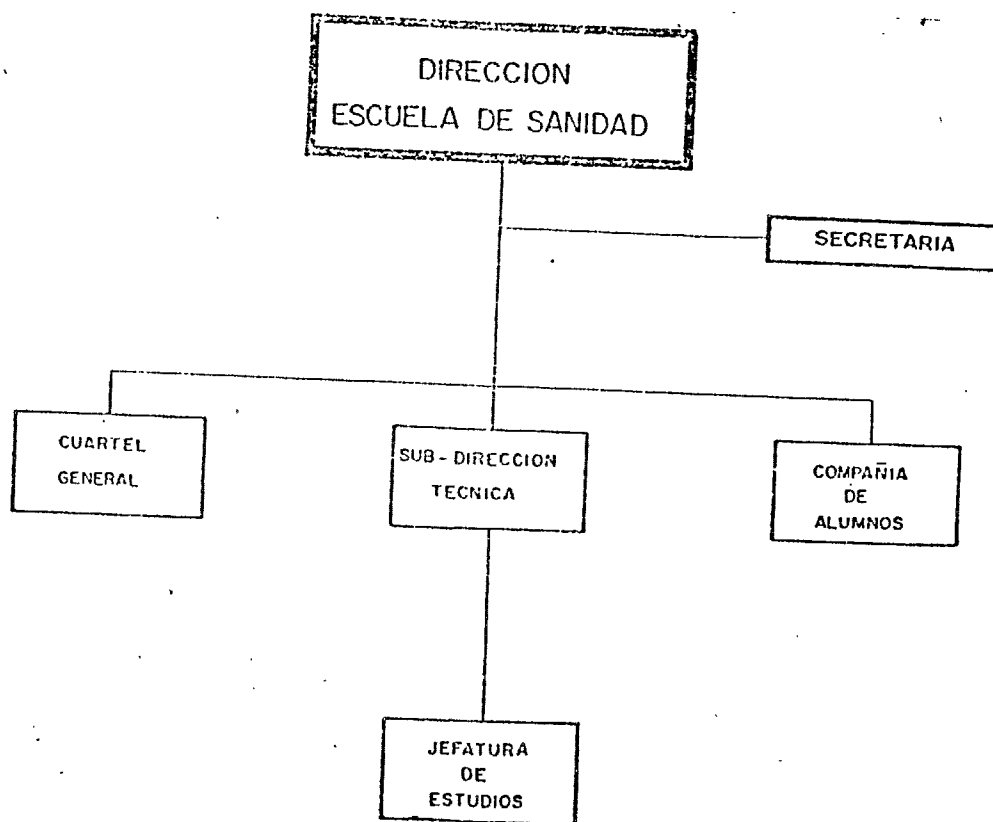 DIRECCION
ESCUELA DE SANIDAD
SECRETARIA
CUARTEL
GENERAL
SUB-DIRECCION
TECNICA
COMPAÑIA
DE
ALUMNOS
JEFATURA
DE
ESTUDIOS